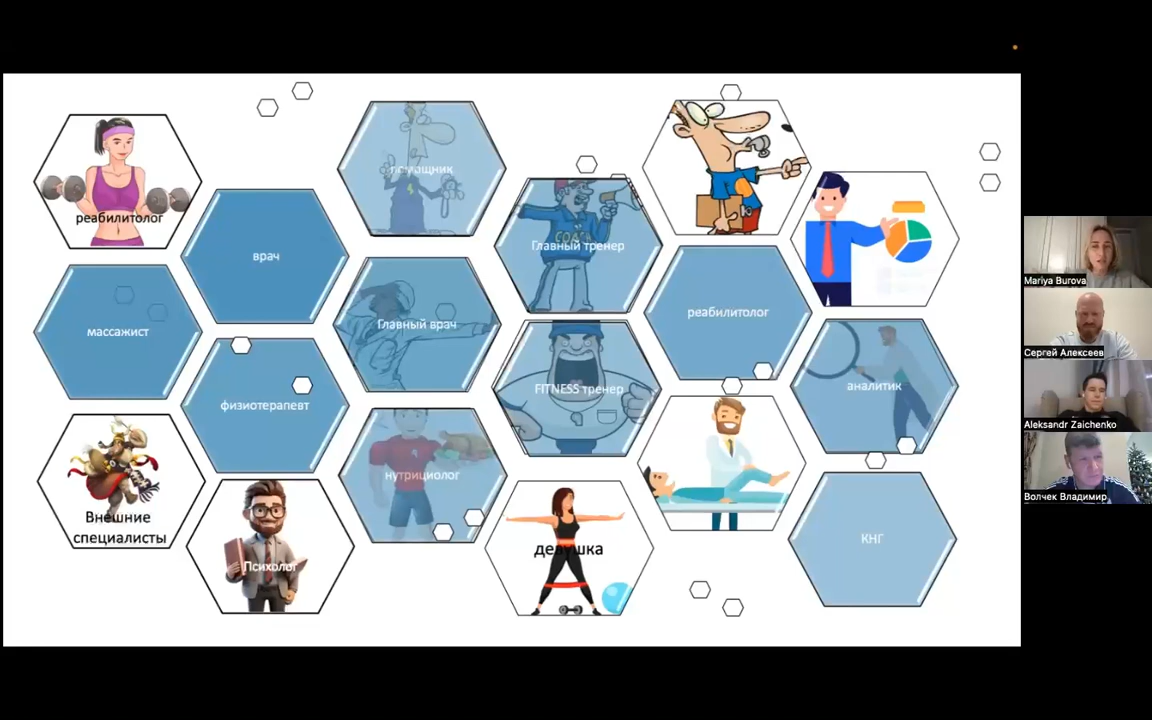 помощник
реабилитолог
врач
Главный тренер
COACH
массажист
Главный врач
реабилитолог
физиотерапевт
FITNESS тренер
аналитик
нутрициолог
Внешние
специалисты
Психолог
девушка
КНГ
Mariya Burova
Сергей Алексеев
Aleksandr Zaichenko
Волчек Владимир